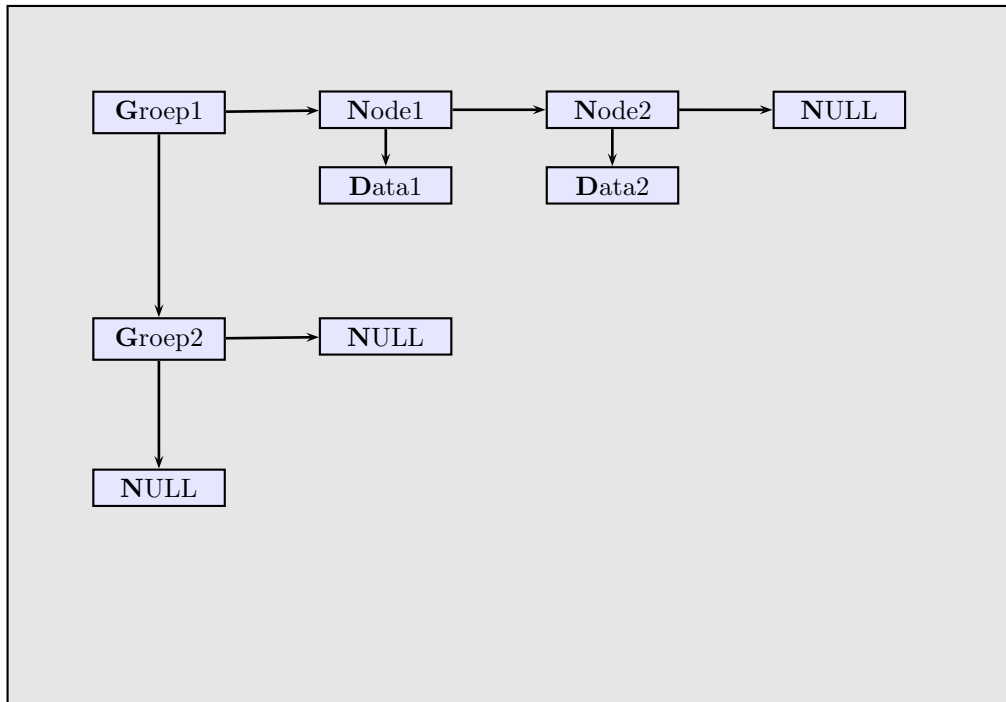 Groep1
Node1
Node2
NULL
Data1
Data2
Groep2
NULL
NULL